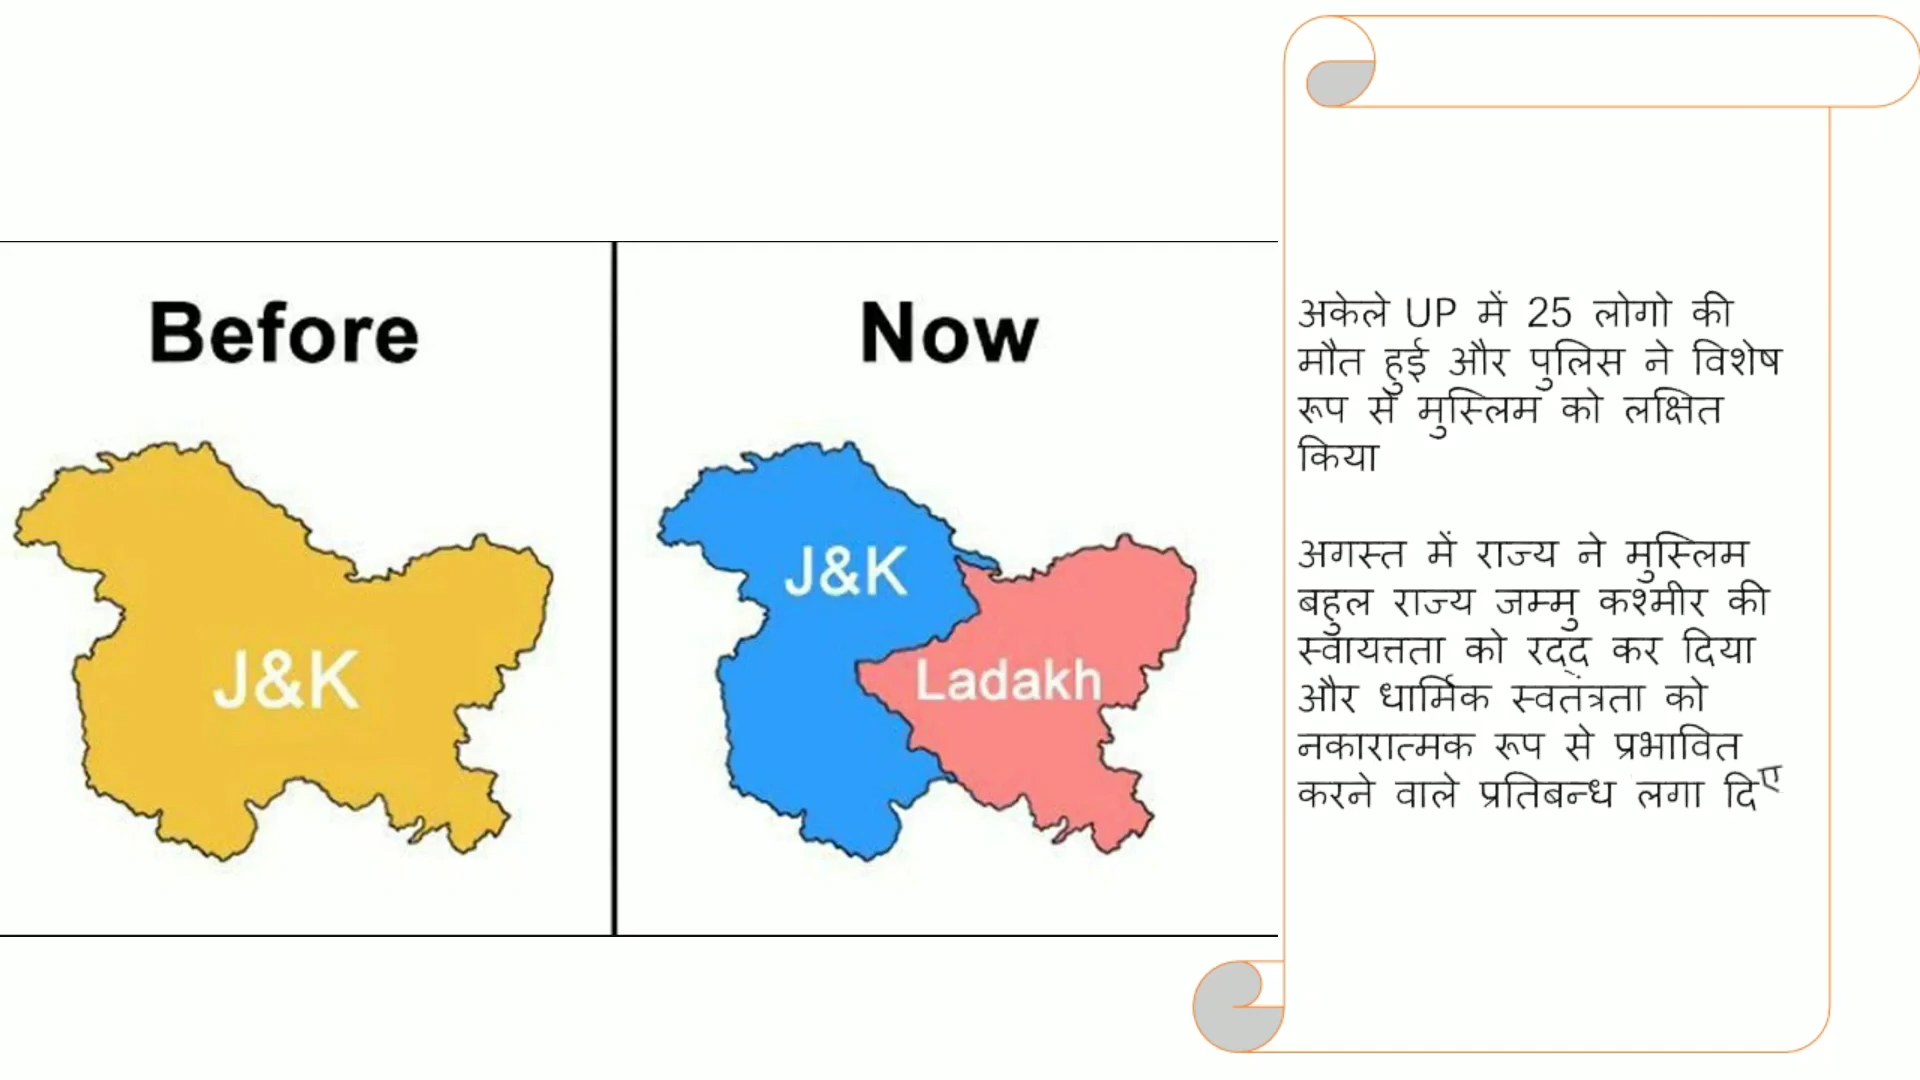 Before
J&K
Now
J&K
Ladakh
अकेले UP में 25 लोगो की
मौत हुई और पुलिस ने विशेष
रूप से मुस्लिम को लक्षित
किया
अगस्त में राज्य ने मुस्लिम
बहुल राज्य जम्मु कश्मीर की
स्वायत्तता को रद्द कर दिया
और धार्मिक स्वतंत्रता को
नकारात्मक रूप से प्रभावित
करने वाले प्रतिबन्ध लगा दिए